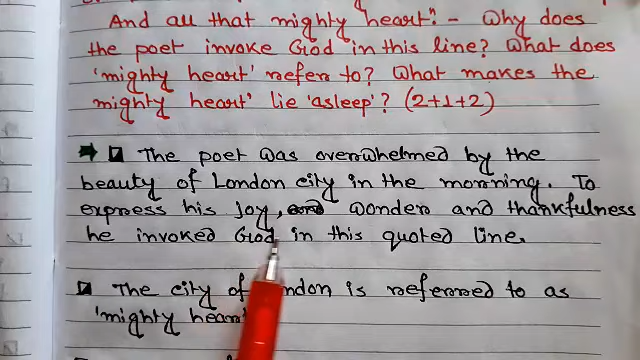 And all that mighty heart" - Why does
the poet invoke God in this line? What does
'mighty heart' refer to? What makes the
mighty heart' lie 'asleep'? (2+1+2)
The poet was overwhelmed by the
beauty of London city in the morning. To
express his joy, and wonder and thankfulness
he invoked God in this quoted line.
The city of London is referred to as
'mighty heart'